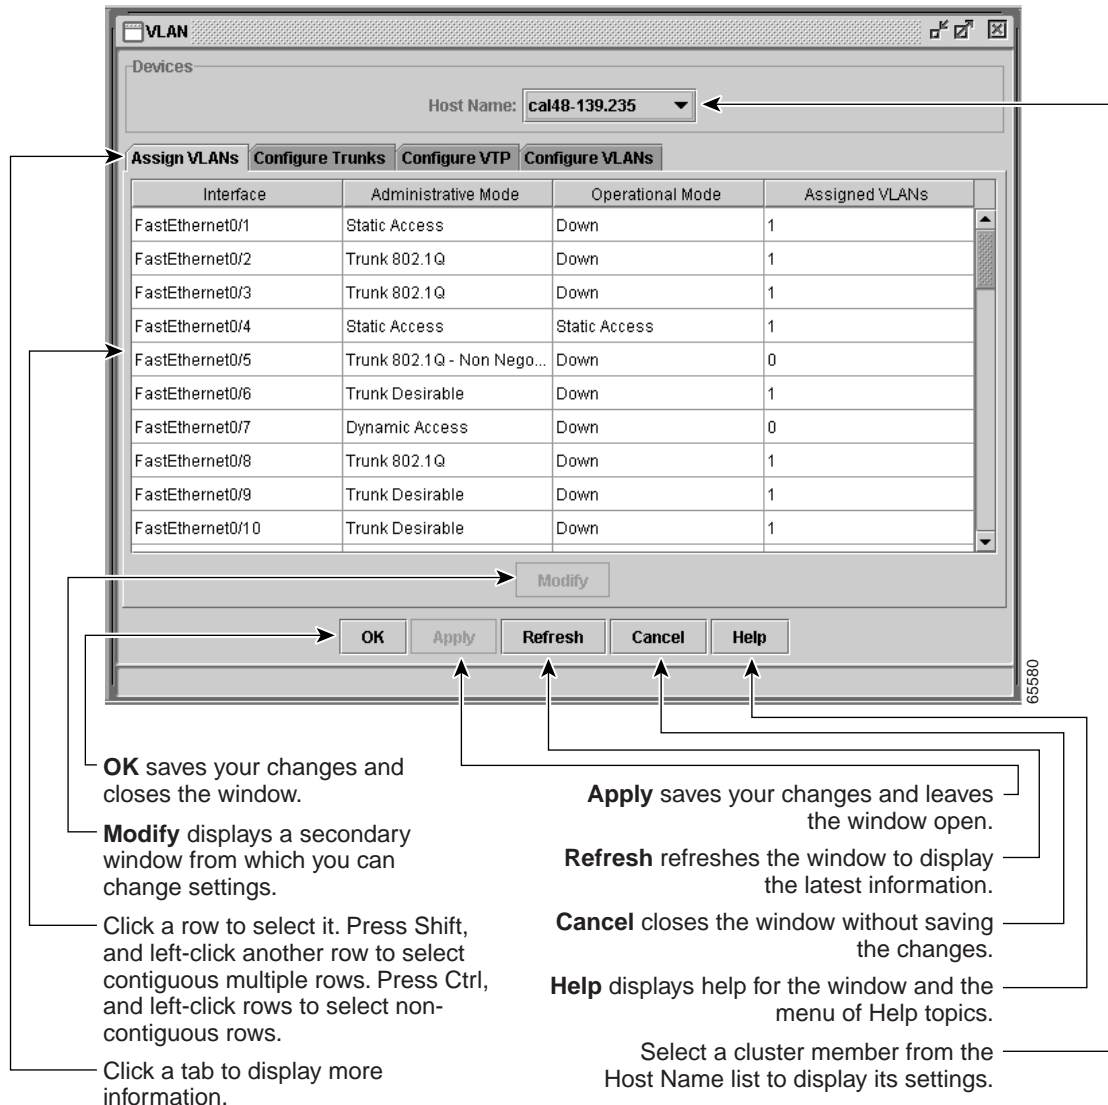 VLAN
Devices
Host Name: cal48-139.235
Assign VLANs Configure Trunks Configure VTP Configure VLANs
Interface Administrative Mode Operational Mode Assigned VLANs
FastEthernet0/1 Static Access Down 1
FastEthernet0/2 Trunk 802.1Q Down 1
FastEthernet0/3 Trunk 802.1Q Down 1
FastEthernet0/4 Static Access Static Access 1
FastEthernet0/5 Trunk 802.1Q - Non Nego... Down 0
FastEthernet0/6 Trunk Desirable Down 1
FastEthernet0/7 Dynamic Access Down 0
FastEthernet0/8 Trunk 802.1Q Down 1
FastEthernet0/9 Trunk Desirable Down 1
FastEthernet0/10 Trunk Desirable Down 1
Modify
OK Apply Refresh Cancel Help
65580
OK saves your changes and
closes the window.
Modify displays a secondary
window from which you can
change settings.
Click a row to select it. Press Shift,
and left-click another row to select
contiguous multiple rows. Press Ctrl,
and left-click rows to select non-
contiguous rows.
Click a tab to display more
information.
Apply saves your changes and leaves
the window open.
Refresh refreshes the window to display
the latest information.
Cancel closes the window without saving
the changes.
Help displays help for the window and the
menu of Help topics.
Select a cluster member from the
Host Name list to display its settings.